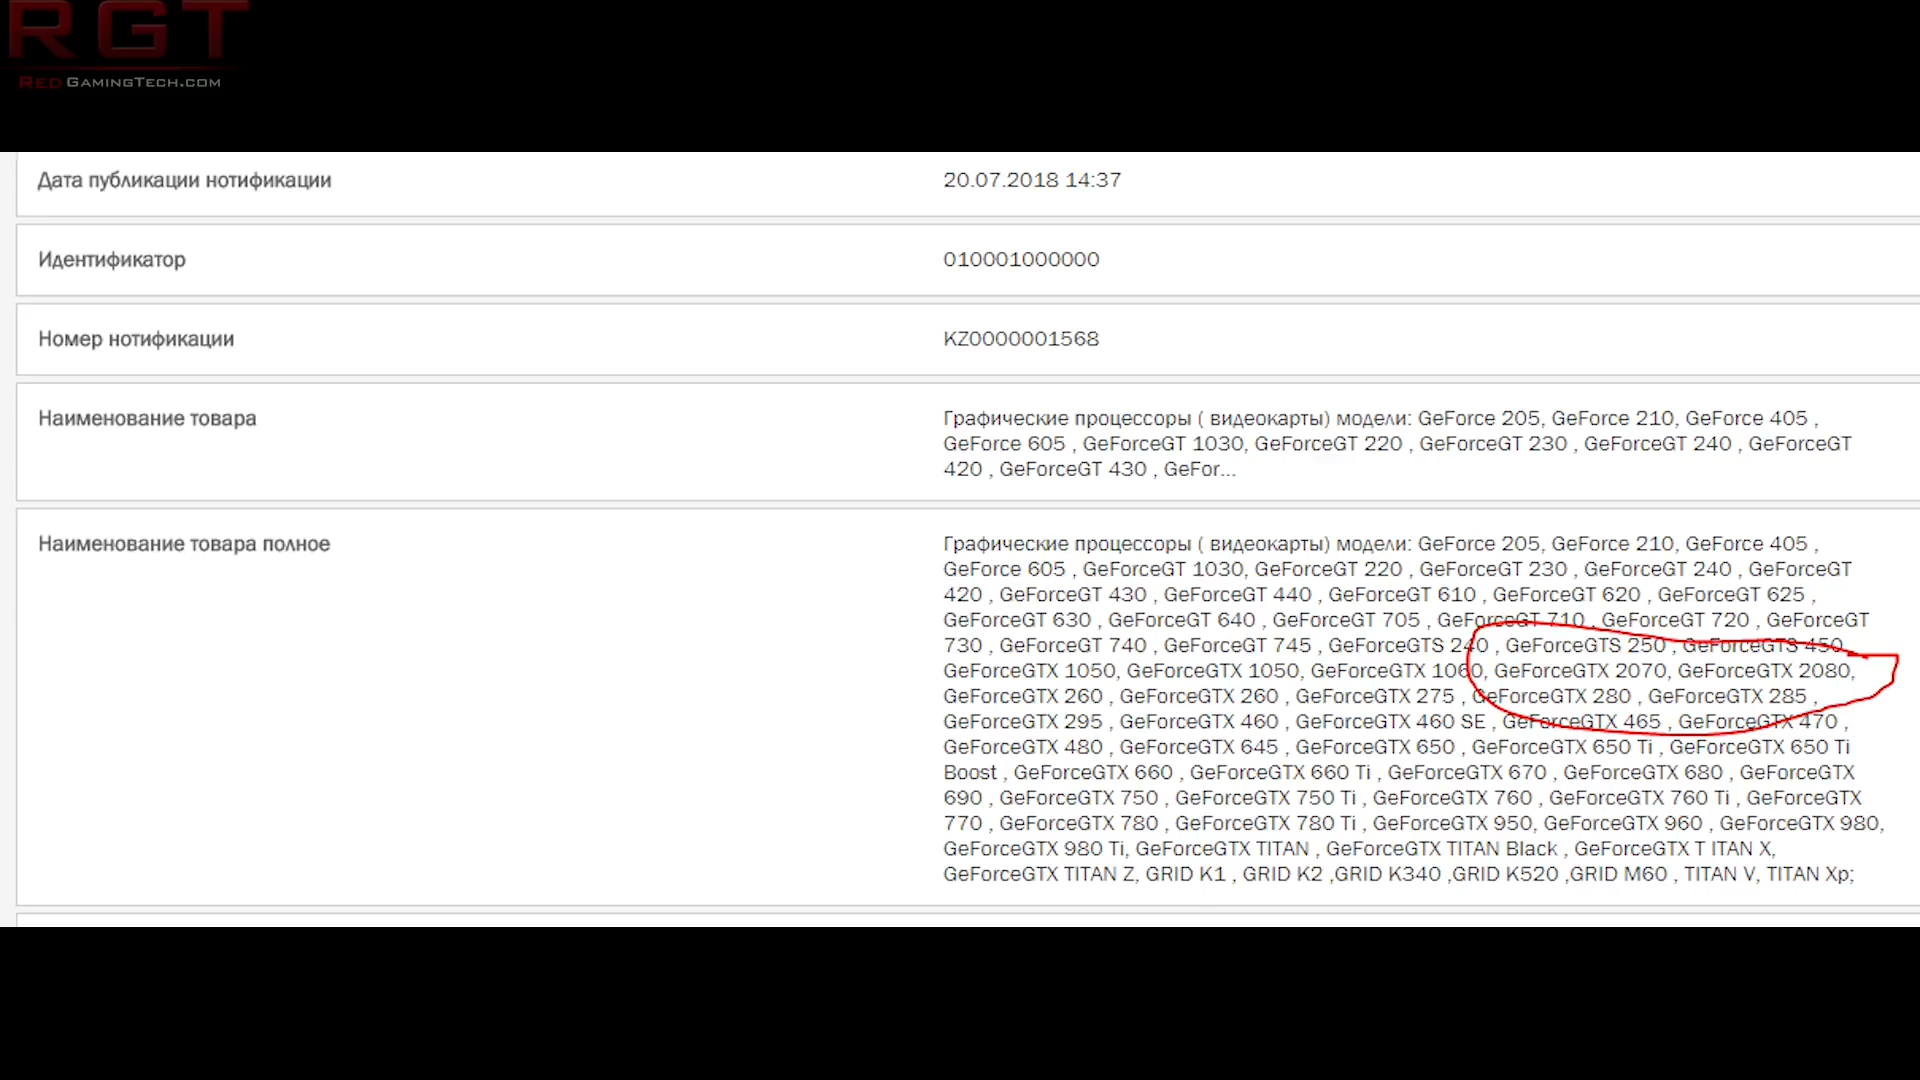 RGT
RedGamingTech.com
Дата публикации нотификации
20.07.2018 14:37
Идентификатор
010001000000
Номер нотификации
KZ0000001568
Наименование товара
Графические процессоры ( видеокарты) модели: GeForce 205, GeForce 210, GeForce 405 ,
GeForce 605 , GeForceGT 1030, GeForceGT 220 , GeForceGT 230 , GeForceGT 240 , GeForceGT
420 , GeForceGT 430 , GeFor...
Наименование товара полное
Графические процессоры ( видеокарты) модели: GeForce 205, GeForce 210, GeForce 405 ,
GeForce 605 , GeForceGT 1030, GeForceGT 220 , GeForceGT 230 , GeForceGT 240 , GeForceGT
420 , GeForceGT 430 , GeForceGT 440 , GeForceGT 610 , GeForceGT 620 , GeForceGT 625 ,
GeForceGT 630 , GeForceGT 640 , GeForceGT 705 , GeForceGT 710 , GeForceGT 720 , GeForceGT
730 , GeForceGT 740 , GeForceGT 745 , GeForceGTS 240 , GeForceGTS 250 , GeForceGTS 450,
GeForceGTX 1050, GeForceGTX 1050, GeForceGTX 1060, GeForceGTX 2070, GeForceGTX 2080,
GeForceGTX 260 , GeForceGTX 260 , GeForceGTX 275 , GeForceGTX 280 , GeForceGTX 285 ,
GeForceGTX 295 , GeForceGTX 460 , GeForceGTX 460 SE , GeForceGTX 465 , GeForceGTX 470 ,
GeForceGTX 480 , GeForceGTX 645 , GeForceGTX 650 , GeForceGTX 650 Ti , GeForceGTX 650 Ti
Boost , GeForceGTX 660 , GeForceGTX 660 Ti , GeForceGTX 670 , GeForceGTX 680 , GeForceGTX
690 , GeForceGTX 750 , GeForceGTX 750 Ti , GeForceGTX 760 , GeForceGTX 760 Ti , GeForceGTX
770 , GeForceGTX 780 , GeForceGTX 780 Ti , GeForceGTX 950, GeForceGTX 960 , GeForceGTX 980,
GeForceGTX 980 Ti, GeForceGTX TITAN , GeForceGTX TITAN Black , GeForceGTX T ITAN X,
GeForceGTX TITAN Z, GRID K1 , GRID K2 ,GRID K340 ,GRID K520 ,GRID M60 , TITAN V, TITAN Xp;